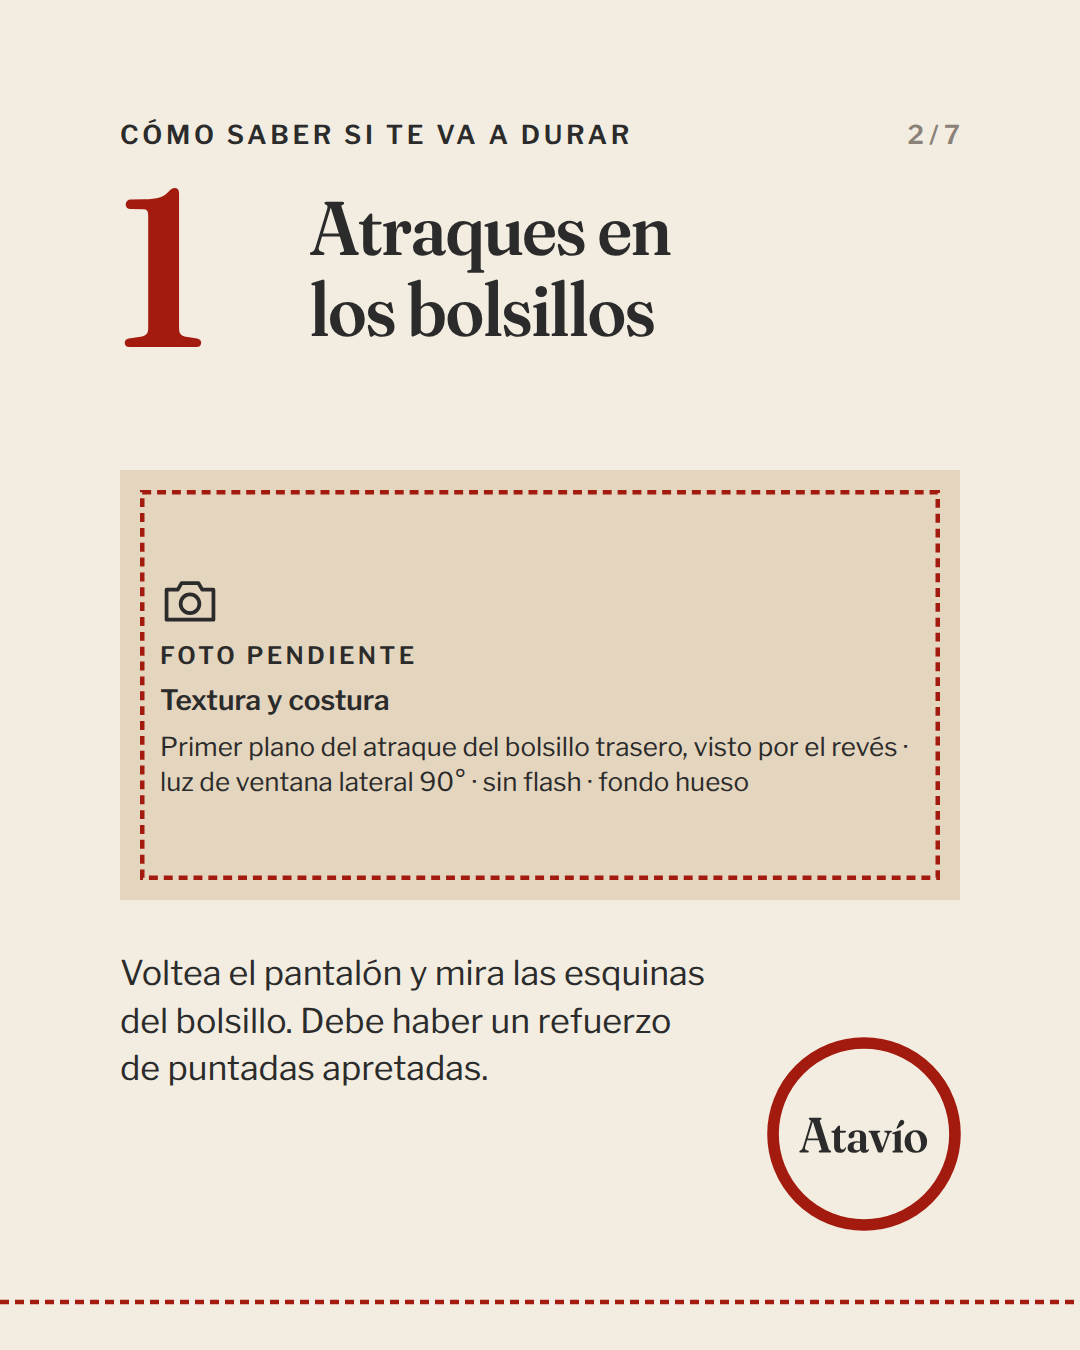 CÓMO SABER SI TE VA A DURAR
2/7
1
Atraques en
los bolsillos
FOTO PENDIENTE
Textura y costura
Primer plano del atraque del bolsillo trasero, visto por el revés ·
luz de ventana lateral 90° · sin flash · fondo hueso
Voltea el pantalón y mira las esquinas
del bolsillo. Debe haber un refuerzo
de puntadas apretadas.
Atavío